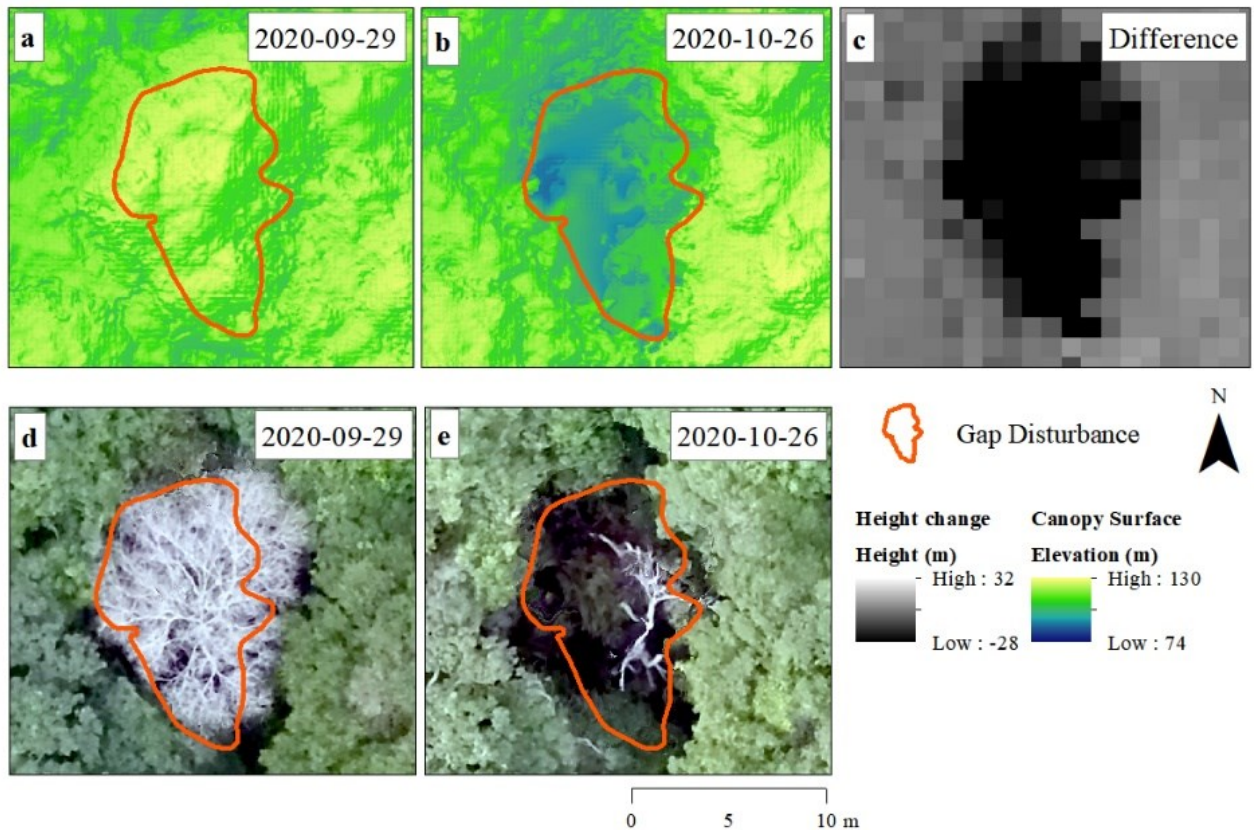 a
2020-09-29
b
2020-10-26
c
Difference
d
2020-09-29
e
2020-10-26
N
Gap Disturbance
Height change
Height (m)
High : 32
Low : -28
Canopy Surface
Elevation (m)
High : 130
Low : 74
0 5 10 m